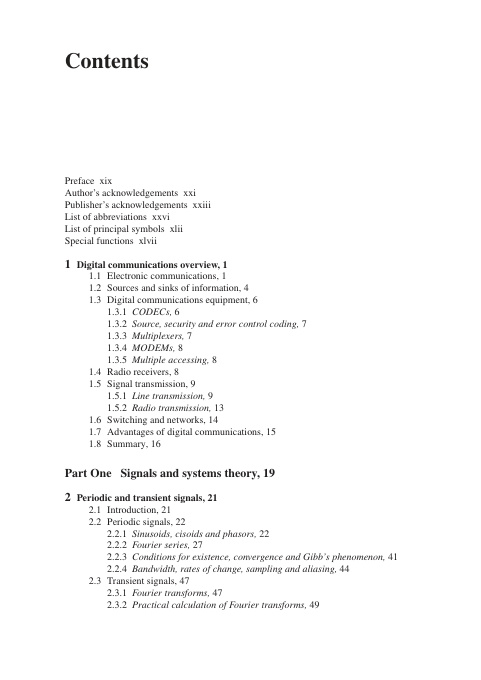 Contents
Preface xix
Author's acknowledgements xxi
Publisher's acknowledgements xxiii
List of abbreviations xxvi
List of principal symbols xlii
Special functions xlvii
1 Digital communications overview, 1
1.1 Electronic communications, 1
1.2 Sources and sinks of information, 4
1.3 Digital communications equipment, 6
1.3.1 CODECs, 6
1.3.2 Source, security and error control coding, 7
1.3.3 Multiplexers, 7
1.3.4 MODEMs, 8
1.3.5 Multiple accessing, 8
1.4 Radio receivers, 8
1.5 Signal transmission, 9
1.5.1 Line transmission, 9
1.5.2 Radio transmission, 13
1.6 Switching and networks, 14
1.7 Advantages of digital communications, 15
1.8 Summary, 16
Part One Signals and systems theory, 19
2 Periodic and transient signals, 21
2.1 Introduction, 21
2.2 Periodic signals, 22
2.2.1 Sinusoids, cisoids and phasors, 22
2.2.2 Fourier series, 27
2.2.3 Conditions for existence, convergence and Gibb's phenomenon, 41
2.2.4 Bandwidth, rates of change, sampling and aliasing, 44
2.3 Transient signals, 47
2.3.1 Fourier transforms, 47
2.3.2 Practical calculation of Fourier transforms, 49